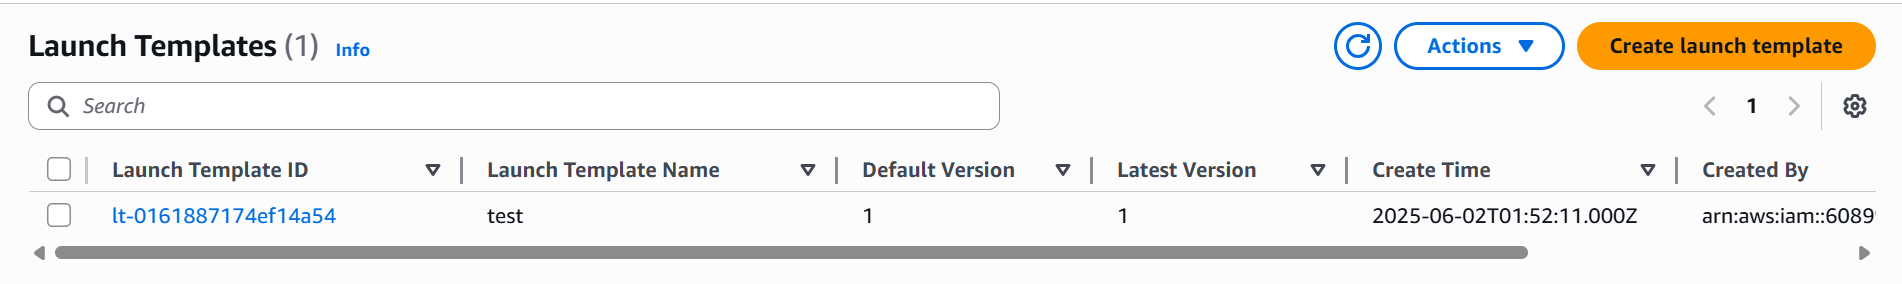 Launch Templates (1) Info
Actions
Create launch template
Search
1
Launch Template ID Launch Template Name Default Version Latest Version Create Time Created By
lt-0161887174ef14a54 test 1 1 2025-06-02T01:52:11.000Z arn:aws:iam::6089